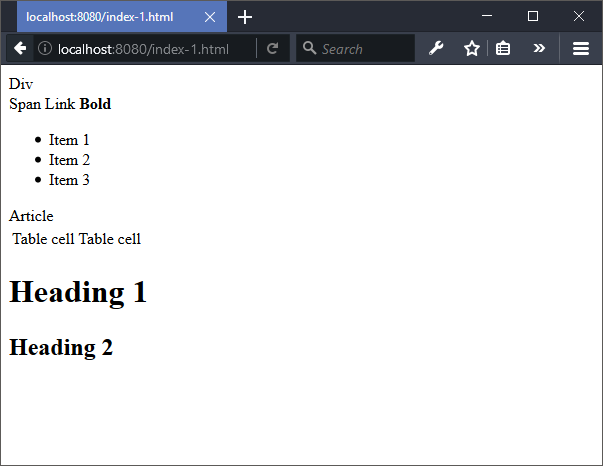 localhost:8080/index-1.html
localhost:8080/index-1.html Search
Div
Span Link Bold
Item 1
Item 2
Item 3
Article
Table cell Table cell
Heading 1
Heading 2